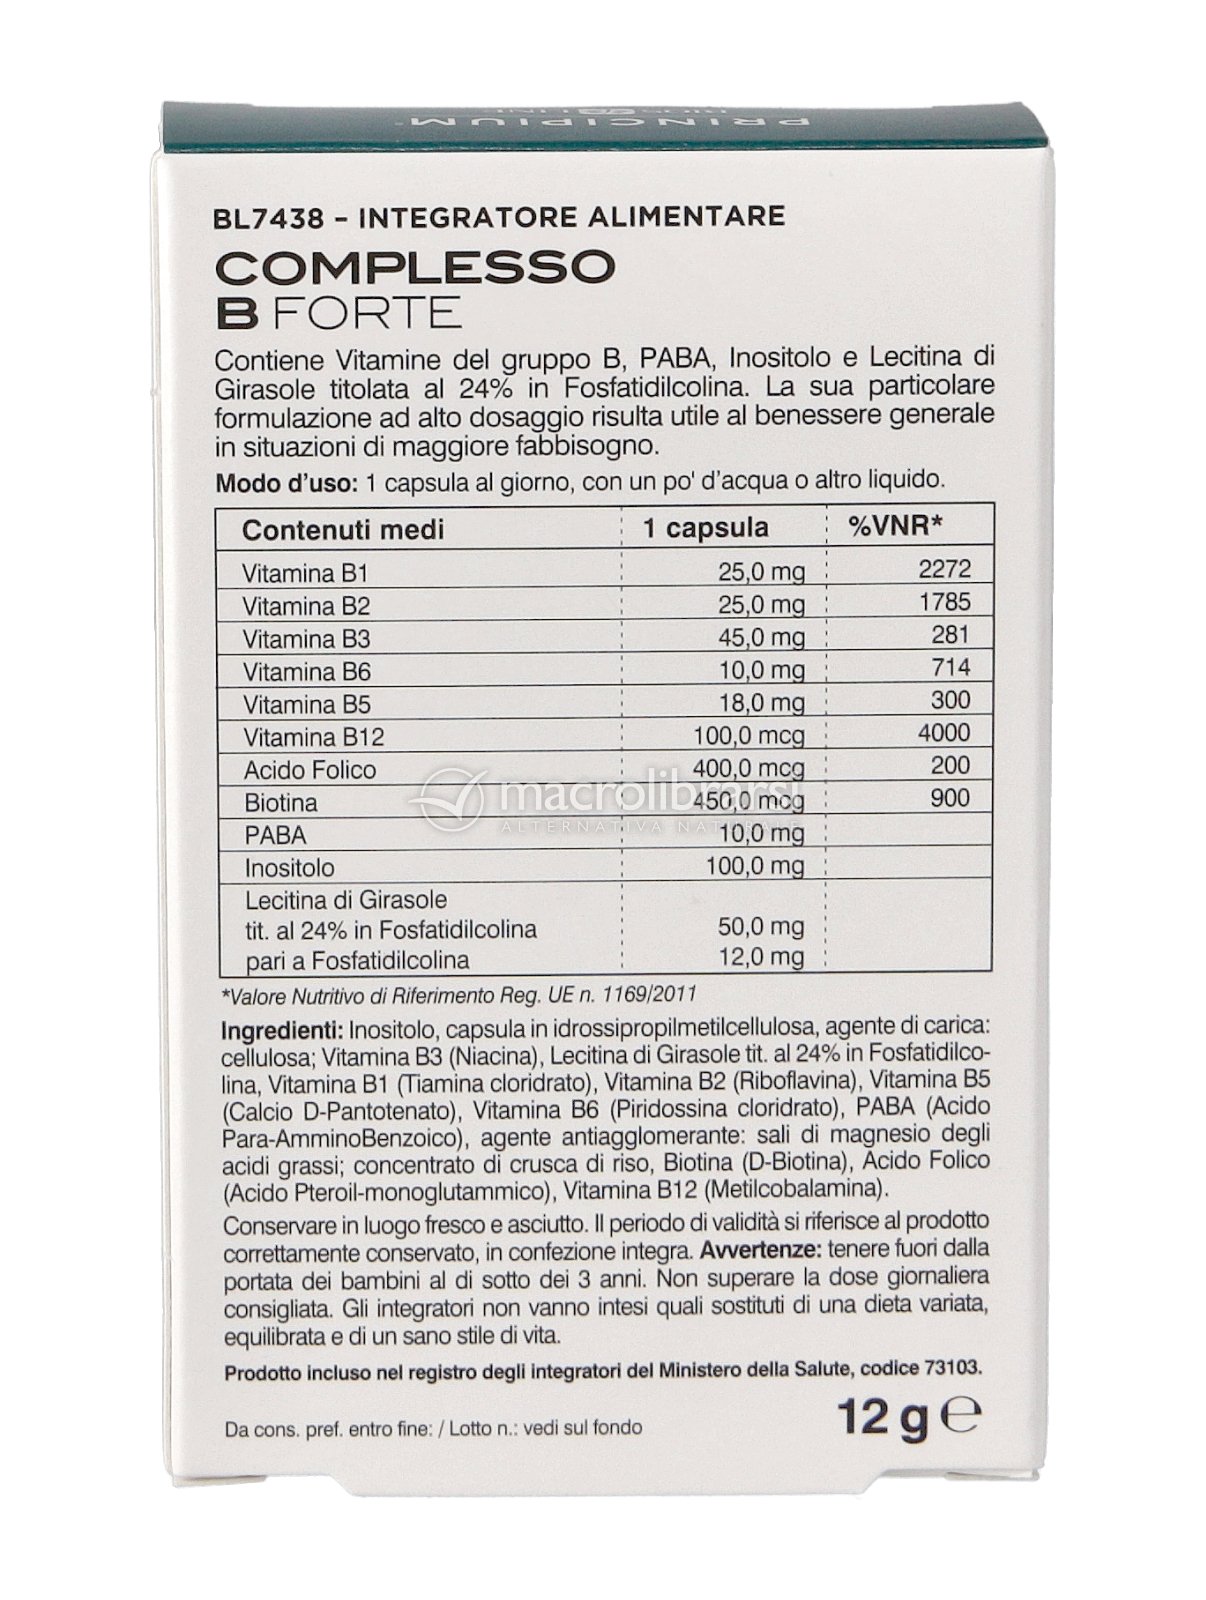 PRINCIPIUM
BL7438 – INTEGRATORE ALIMENTARE
COMPLESSO
B FORTE
Contiene Vitamine del gruppo B, PABA, Inositolo e Lecitina di
Girasole titolata al 24% in Fosfatidilcolina. La sua particolare
formulazione ad alto dosaggio risulta utile al benessere generale
in situazioni di maggiore fabbisogno.
Modo d'uso: 1 capsula al giorno, con un po' d'acqua o altro liquido.
Contenuti medi 1 capsula %VNR*
Vitamina B1 25,0 mg 2272
Vitamina B2 25,0 mg 1785
Vitamina B3 45,0 mg 281
Vitamina B6 10,0 mg 714
Vitamina B5 18,0 mg 300
Vitamina B12 100,0 mcg 4000
Acido Folico 400,0 mcg 200
Biotina 450,0 mcg 900
macrolibrarsi
ALTERNATIVA NATURALE
PABA 10,0 mg
Inositolo 100,0 mg
Lecitina di Girasole
tit. al 24% in Fosfatidilcolina 50,0 mg
pari a Fosfatidilcolina 12,0 mg
*Valore Nutritivo di Riferimento Reg. UE n. 1169/2011
Ingredienti: Inositolo, capsula in idrossipropilmetilcellulosa, agente di carica:
cellulosa; Vitamina B3 (Niacina), Lecitina di Girasole tit. al 24% in Fosfatidilco-
lina, Vitamina B1 (Tiamina cloridrato), Vitamina B2 (Riboflavina), Vitamina B5
(Calcio D-Pantotenato), Vitamina B6 (Piridossina cloridrato), PABA (Acido
Para-AmminoBenzoico), agente antiagglomerante: sali di magnesio degli
acidi grassi; concentrato di crusca di riso, Biotina (D-Biotina), Acido Folico
(Acido Pteroil-monoglutammico), Vitamina B12 (Metilcobalamina).
Conservare in luogo fresco e asciutto. Il periodo di validità si riferisce al prodotto
correttamente conservato, in confezione integra. Avvertenze: tenere fuori dalla
portata dei bambini al di sotto dei 3 anni. Non superare la dose giornaliera
consigliata. Gli integratori non vanno intesi quali sostituti di una dieta variata,
equilibrata e di un sano stile di vita.
Prodotto incluso nel registro degli integratori del Ministero della Salute, codice 73103.
Da cons. pref. entro fine: / Lotto n.: vedi sul fondo
12 g ℮